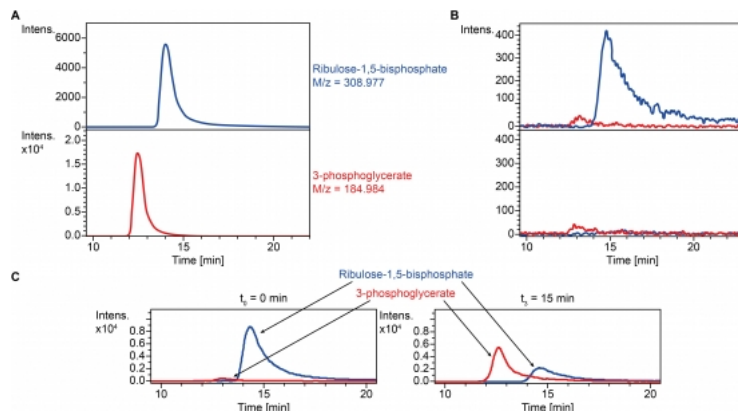 A
Intens.
6000
4000
2000
0
Ribulose-1,5-bisphosphate
M/z = 308.977
Intens.
x10⁴
2.0
1.5
1.0
0.5
0.0
3-phosphoglycerate
M/z = 184.984
10 15 20
Time [min]
B
Intens.
400
300
200
100
0
400
300
200
100
0
10 15 20
Time [min]
C
Ribulose-1,5-bisphosphate
3-phosphoglycerate
t₀ = 0 min
Intens.
x10⁴
0.8
0.6
0.4
0.2
0.0
10 15 20
Time [min]
= 15 min
Intens.
x10⁴
0.8
0.6
0.4
0.2
0.0
10 15 20
Time [min]